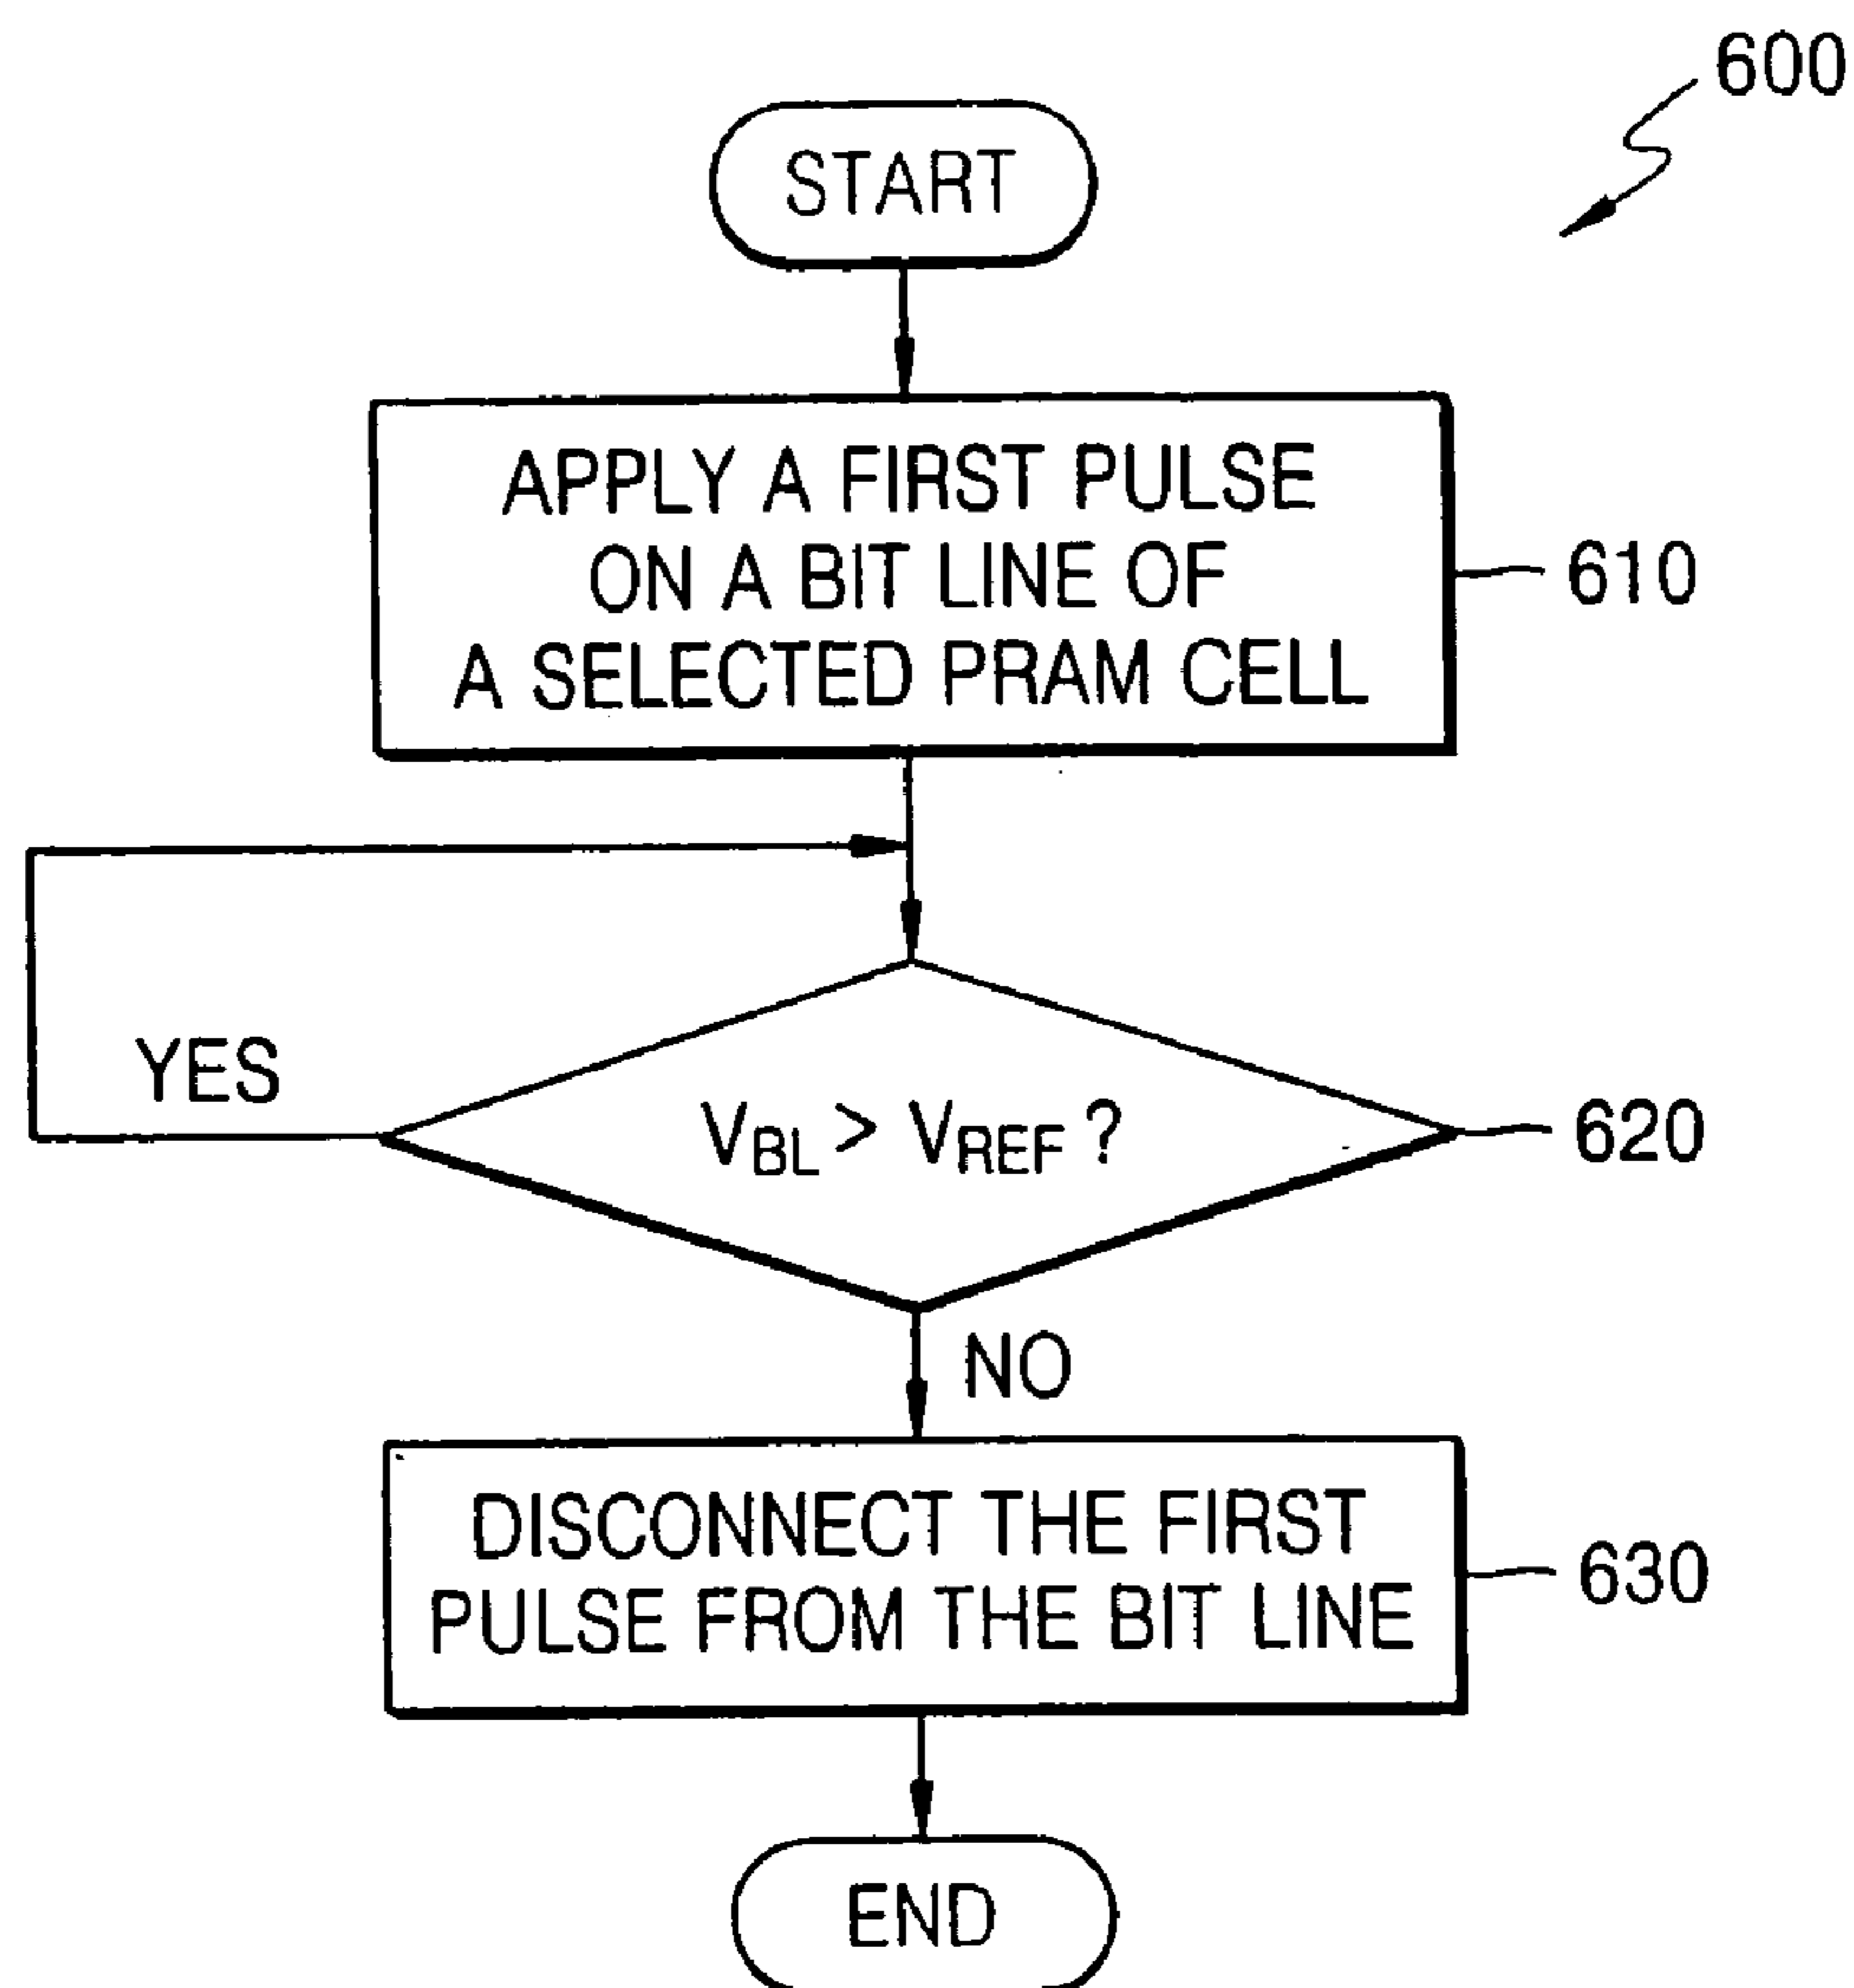 600
START
APPLY A FIRST PULSE
ON A BIT LINE OF
A SELECTED PRAM CELL
610
YES
VBL > VREF ?
620
NO
DISCONNECT THE FIRST
PULSE FROM THE BIT LINE
630
END